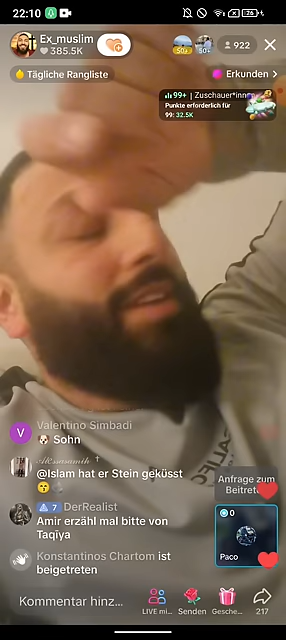 22:10
Ex_muslim
385.5K
922
Tägliche Rangliste
Erkunden >
99+ | Zuschauer*inn
Punkte erforderlich für
99: 32.5K
Valentino Simbadi
Sohn
V
@Islam hat er Stein geküsst
7 DerRealist
Amir erzähl mal bitte von
Taqiya
Konstantinos Chartom ist
beigetreten
Anfrage zum
Beitret
0
Paco
Kommentar hinz...
LIVE mi...
Senden
Gesche...
217